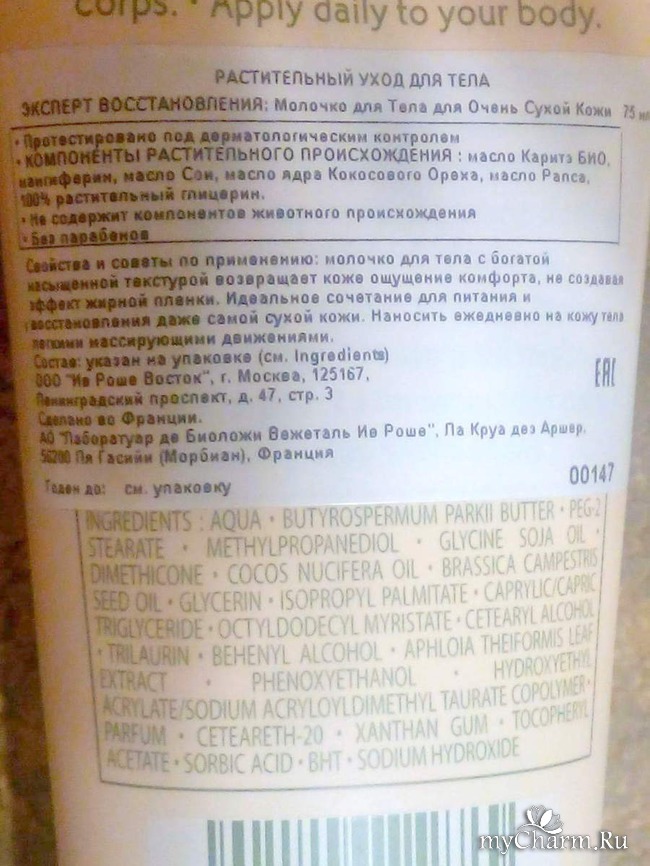 corps. • Apply daily to your body.
РАСТИТЕЛЬНЫЙ УХОД ДЛЯ ТЕЛА
ЭКСПЕРТ ВОССТАНОВЛЕНИЯ: Молочко для Тела для Очень Сухой Кожи 75 мл
• Протестировано под дерматологическим контролем
• КОМПОНЕНТЫ РАСТИТЕЛЬНОГО ПРОИСХОЖДЕНИЯ : масло Каритэ БИО,
мангиферин, масло Сои, масло ядра Кокосового Ореха, масло Рапса,
100% растительный глицерин.
• Не содержит компонентов животного происхождения
• Без парабенов
Свойства и советы по применению: молочко для тела с богатой
насыщенной текстурой возвращает коже ощущение комфорта, не создавая
эффект жирной пленки. Идеальное сочетание для питания и
восстановления даже самой сухой кожи. Наносить ежедневно на кожу тела
легкими массирующими движениями.
Состав: указан на упаковке (см. Ingredients)
ООО "Ив Роше Восток", г. Москва, 125167,
Ленинградский проспект, д. 47, стр. 3
Сделано во Франции.
EAC
АО "Лаборатуар де Биоложи Вежеталь Ив Роше", Ла Круа дез Аршер,
56200 Ля Гасийи (Морбиан), Франция
00147
Годен до: см. упаковку
INGREDIENTS : AQUA • BUTYROSPERMUM PARKII BUTTER • PEG-2
STEARATE • METHYLPROPANEDIOL • GLYCINE SOJA OIL •
DIMETHICONE • COCOS NUCIFERA OIL • BRASSICA CAMPESTRIS
SEED OIL • GLYCERIN • ISOPROPYL PALMITATE • CAPRYLIC/CAPRIC
TRIGLYCERIDE • OCTYLDODECYL MYRISTATE • CETEARYL ALCOHOL
• TRILAURIN • BEHENYL ALCOHOL • APHLOIA THEIFORMIS LEAF
EXTRACT • PHENOXYETHANOL • HYDROXYETHYL
ACRYLATE/SODIUM ACRYLOYLDIMETHYL TAURATE COPOLYMER •
PARFUM • CETEARETH-20 • XANTHAN GUM • TOCOPHERYL
ACETATE • SORBIC ACID • BHT • SODIUM HYDROXIDE
myCharm.Ru